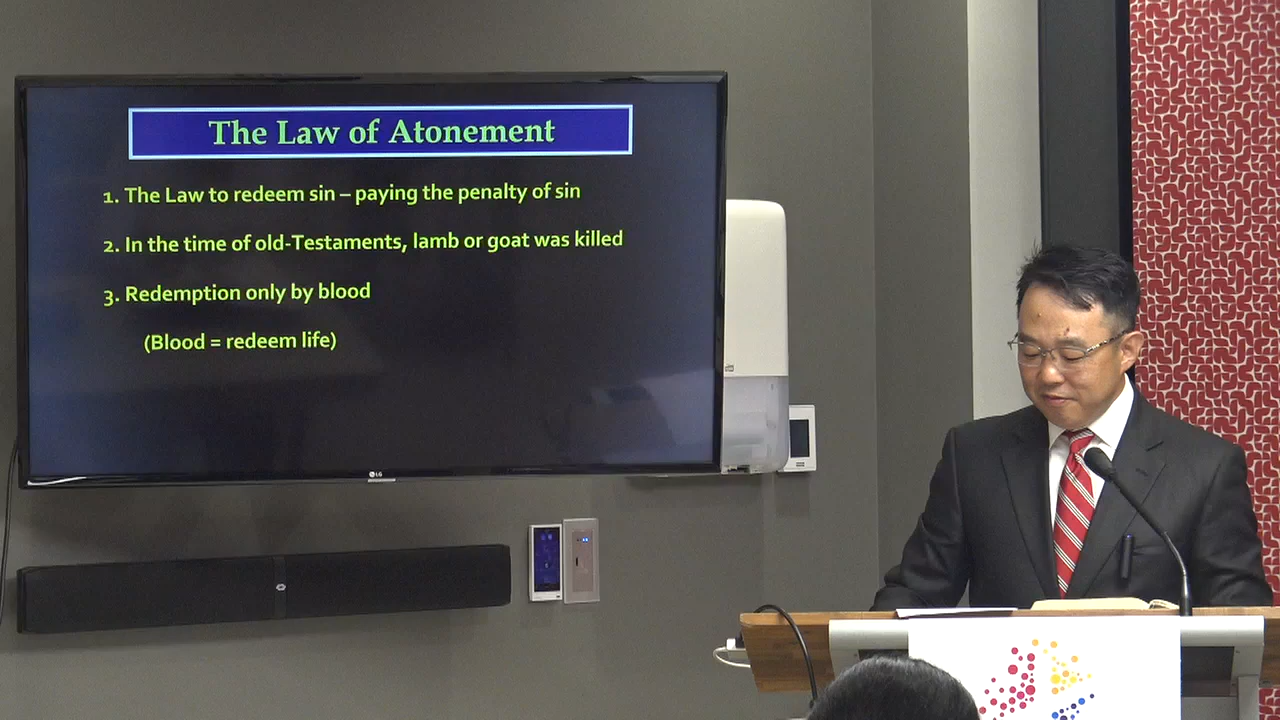 The Law of Atonement
1. The Law to redeem sin – paying the penalty of sin
2. In the time of old-Testaments, lamb or goat was killed
3. Redemption only by blood
(Blood = redeem life)
LG